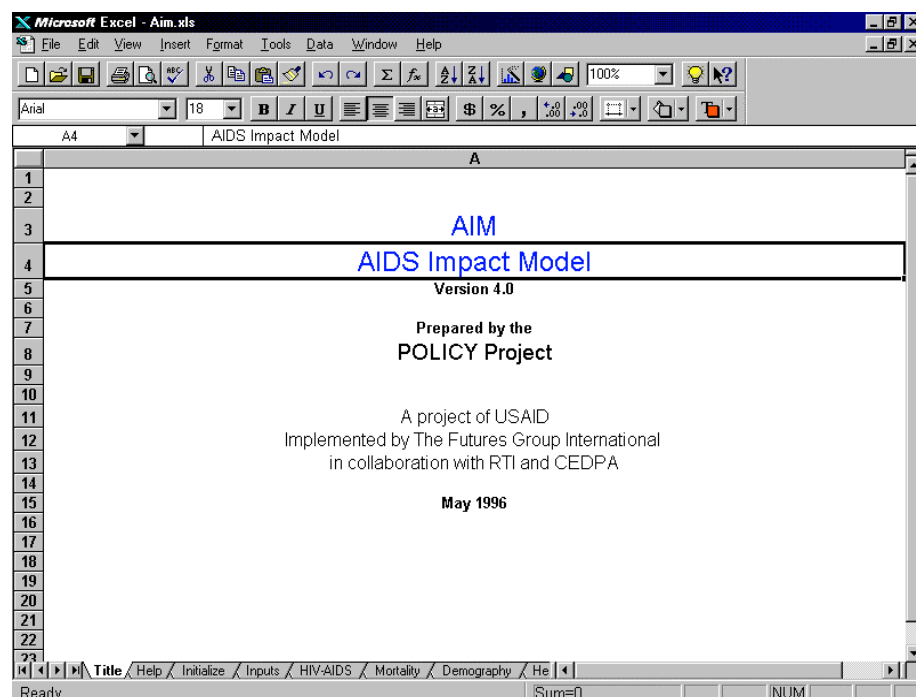 Microsoft Excel - Aim.xls
File Edit View Insert Format Tools Data Window Help
100%
Arial 18 B I U $ % ,
A4 AIDS Impact Model
A
1
2
3 AIM
4 AIDS Impact Model
5 Version 4.0
6
7 Prepared by the
8 POLICY Project
9
10
11 A project of USAID
12 Implemented by The Futures Group International
13 in collaboration with RTI and CEDPA
14
15 May 1996
16
17
18
19
20
21
22
23
Title Help Initialize Inputs HIV-AIDS Mortality Demography He
Ready Sum=0 NUM